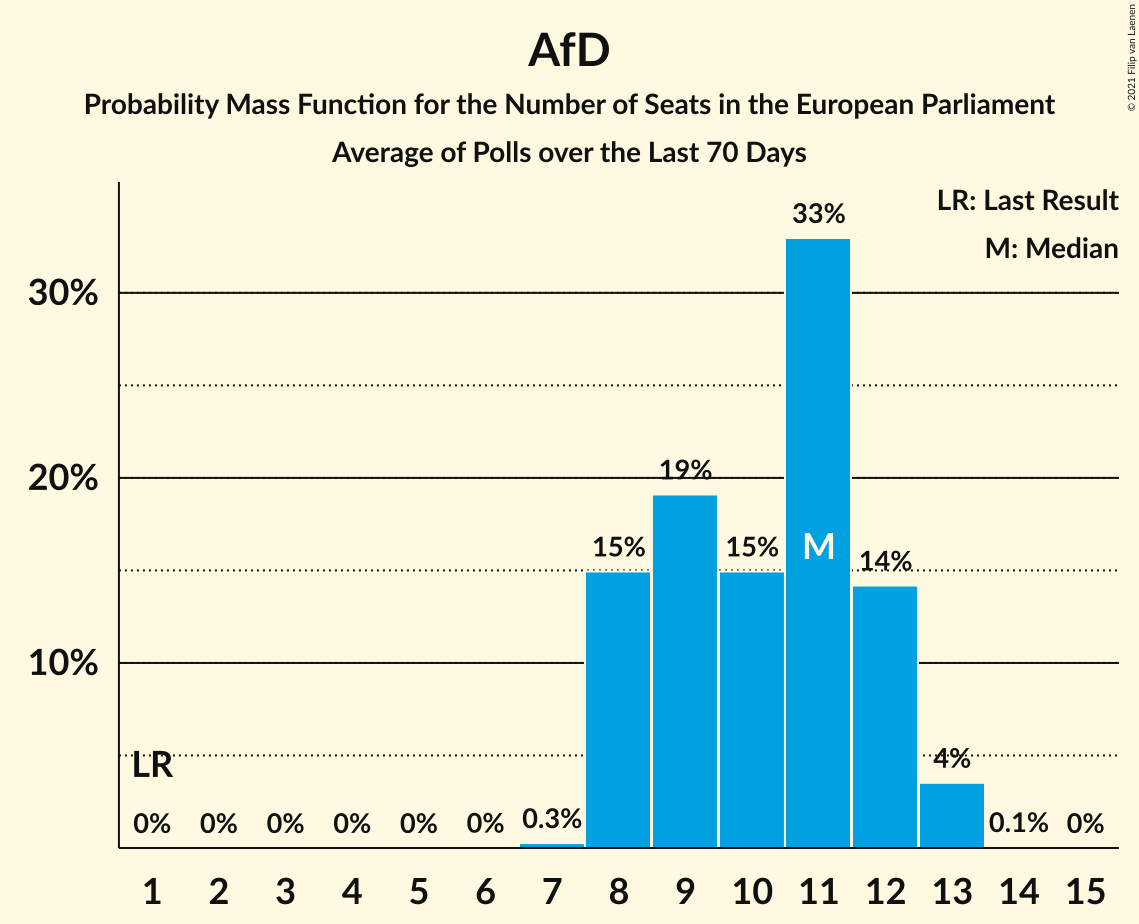 AfD
Probability Mass Function for the Number of Seats in the European Parliament
Average of Polls over the Last 70 Days
© 2021 Filip van Laenen
LR: Last Result
M: Median
33%
30%
20%
19%
15%
15%
M
14%
10%
LR
4%
0%
0%
0%
0%
0%
0%
0.3%
0.1%
0%
1 2 3 4 5 6 7 8 9 10 11 12 13 14 15